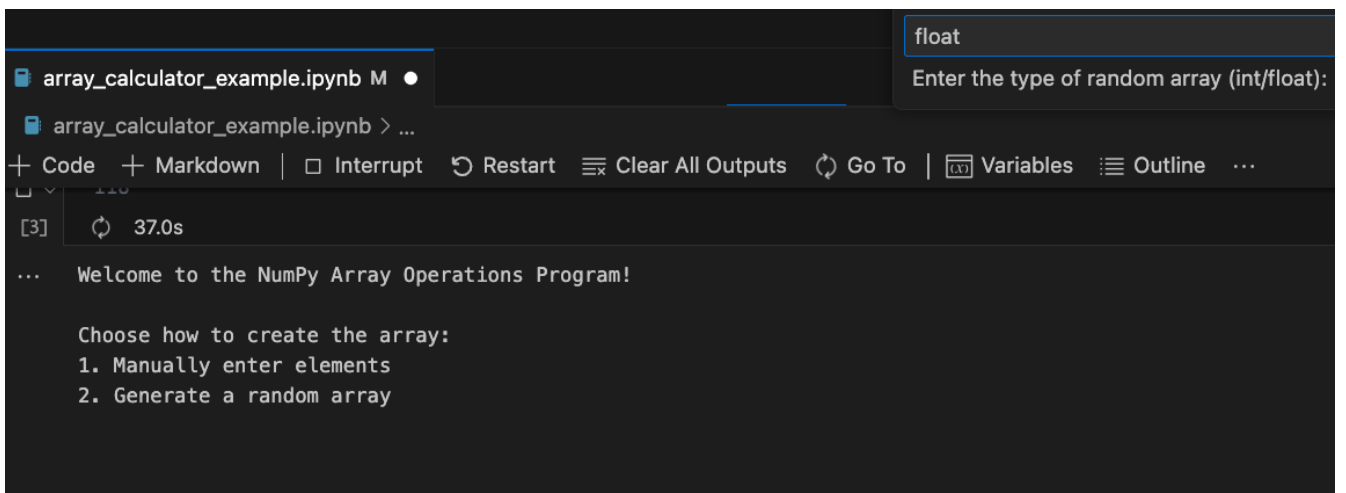 float
Enter the type of random array (int/float):
array_calculator_example.ipynb M
array_calculator_example.ipynb > ...
+ Code + Markdown | Interrupt Restart Clear All Outputs Go To | Variables Outline ...
[3] 37.0s
... Welcome to the NumPy Array Operations Program!
Choose how to create the array:
1. Manually enter elements
2. Generate a random array